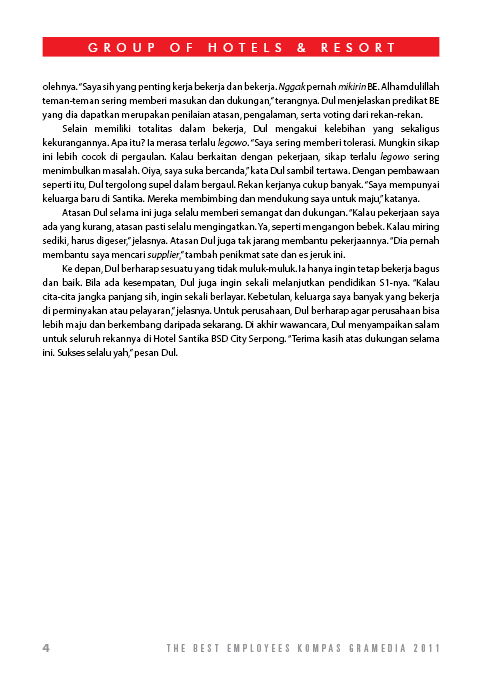 GROUP OF HOTELS & RESORT
olehnya. “Saya sih yang penting kerja bekerja dan bekerja. Nggak pernah mikirin BE. Alhamdulillah
teman-teman sering memberi masukan dan dukungan,” terangnya. Dul menjelaskan predikat BE
yang dia dapatkan merupakan penilaian atasan, pengalaman, serta voting dari rekan-rekan.
Selain memiliki totalitas dalam bekerja, Dul mengakui kelebihan yang sekaligus
kekurangannya. Apa itu? Ia merasa terlalu legowo. “Saya sering memberi tolerasi. Mungkin sikap
ini lebih cocok di pergaulan. Kalau berkaitan dengan pekerjaan, sikap terlalu legowo sering
menimbulkan masalah. Oiya, saya suka bercanda,” kata Dul sambil tertawa. Dengan pembawaan
seperti itu, Dul tergolong supel dalam bergaul. Rekan kerjanya cukup banyak. “Saya mempunyai
keluarga baru di Santika. Mereka membimbing dan mendukung saya untuk maju,” katanya.
Atasan Dul selama ini juga selalu memberi semangat dan dukungan. “Kalau pekerjaan saya
ada yang kurang, atasan pasti selalu mengingatkan. Ya, seperti mengangon bebek. Kalau miring
sediki, harus digeser,” jelasnya. Atasan Dul juga tak jarang membantu pekerjaannya. “Dia pernah
membantu saya mencari supplier,” tambah penikmat sate dan es jeruk ini.
Ke depan, Dul berharap sesuatu yang tidak muluk-muluk. Ia hanya ingin tetap bekerja bagus
dan baik. Bila ada kesempatan, Dul juga ingin sekali melanjutkan pendidikan S1-nya. “Kalau
cita-cita jangka panjang sih, ingin sekali berlayar. Kebetulan, keluarga saya banyak yang bekerja
di perminyakan atau pelayaran,” jelasnya. Untuk perusahaan, Dul berharap agar perusahaan bisa
lebih maju dan berkembang daripada sekarang. Di akhir wawancara, Dul menyampaikan salam
untuk seluruh rekannya di Hotel Santika BSD City Serpong. “Terima kasih atas dukungan selama
ini. Sukses selalu yah,” pesan Dul.
4 THE BEST EMPLOYEES KOMPAS GRAMEDIA 2011